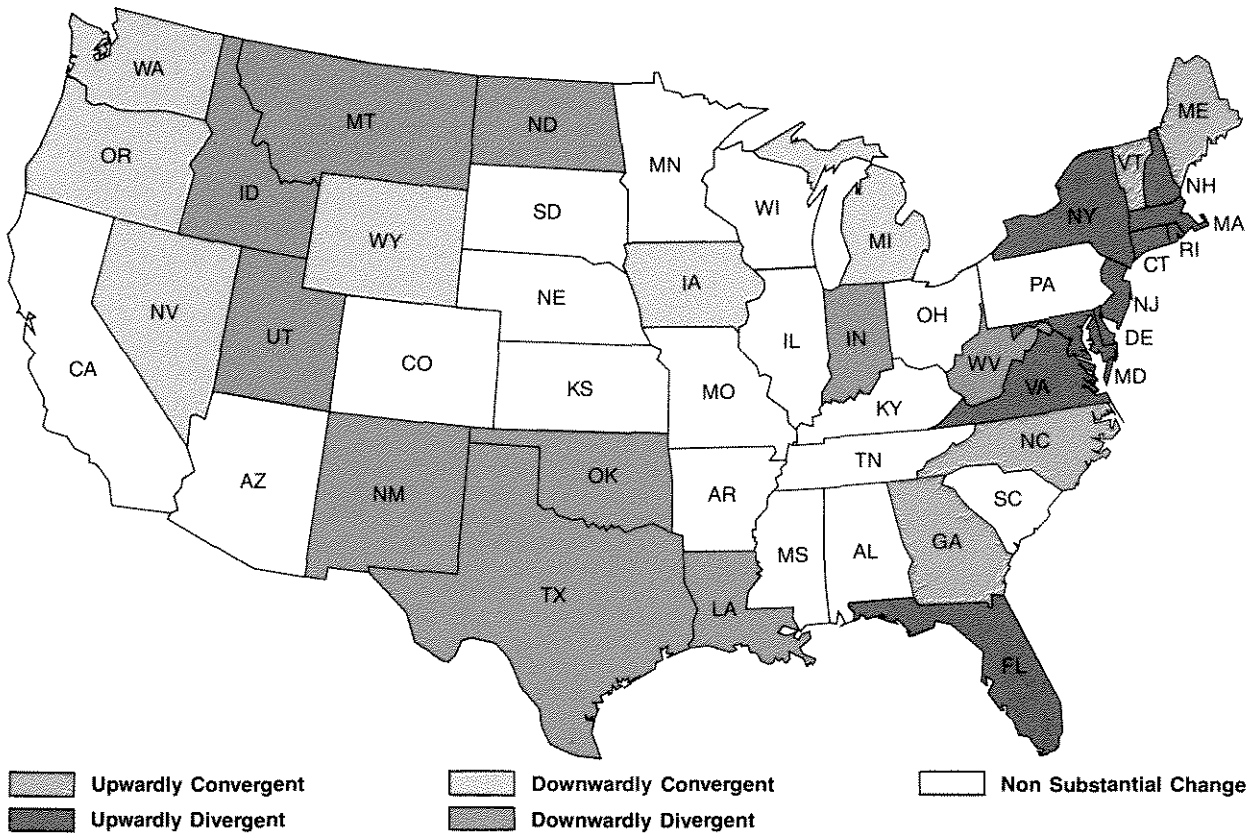 WA
MT
ND
MN
ME
VT
NH
OR
ID
SD
WI
NY
MA
WY
MI
RI
CT
IA
PA
NV
NE
OH
NJ
UT
IL
IN
DE
CA
CO
WV
MD
KS
MO
VA
KY
NC
AZ
NM
OK
TN
AR
SC
MS
AL
GA
TX
LA
FL
Upwardly Convergent
Downwardly Convergent
Non Substantial Change
Upwardly Divergent
Downwardly Divergent